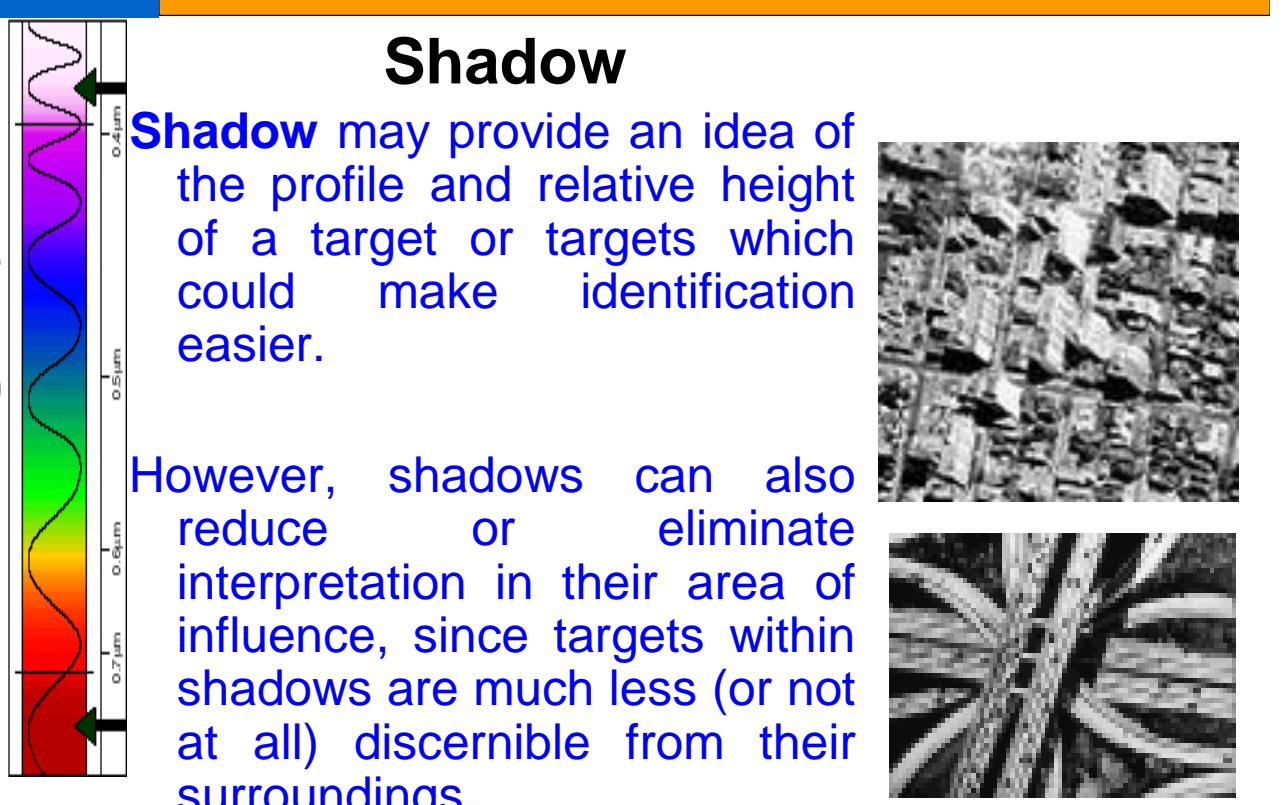 Shadow
Shadow may provide an idea of
the profile and relative height
of a target or targets which
could make identification
easier.
However, shadows can also
reduce or eliminate
interpretation in their area of
influence, since targets within
shadows are much less (or not
at all) discernible from their
surroundings.
0.4µm
0.5µm
0.6µm
0.7µm